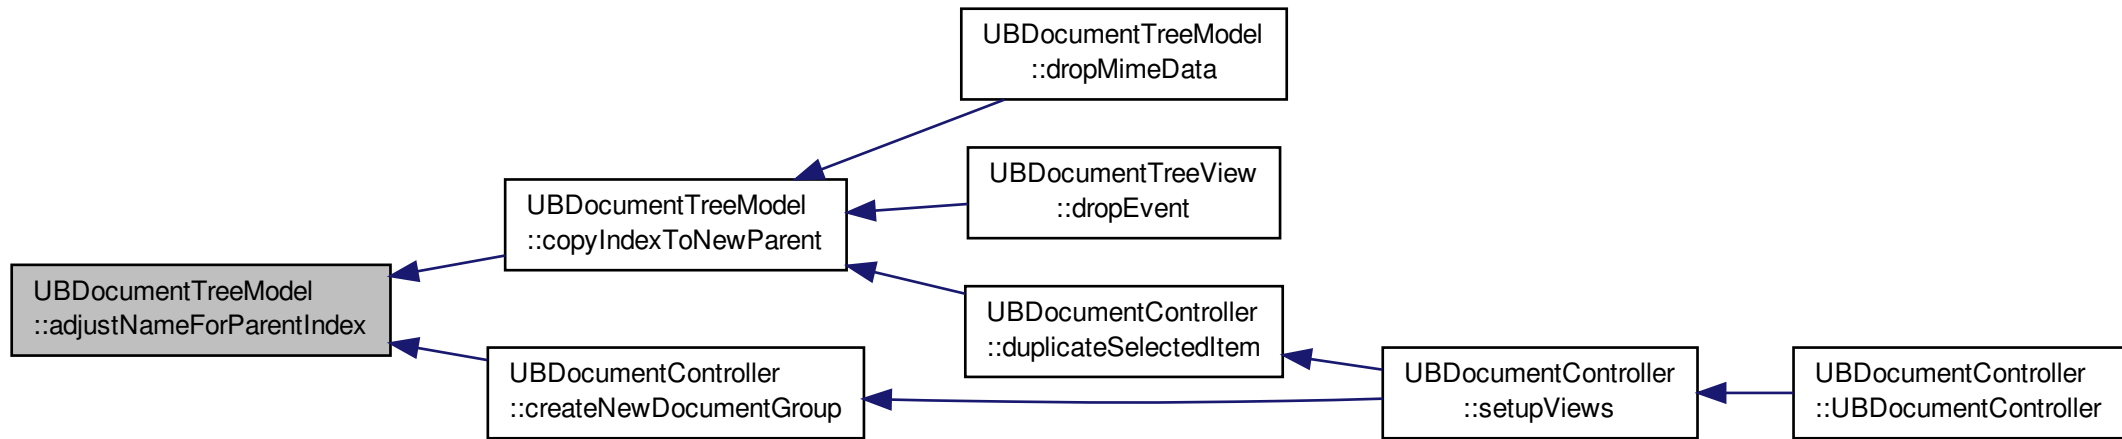 UBDocumentTreeModel
::dropMimeData
UBDocumentTreeView
::dropEvent
UBDocumentTreeModel
::copyIndexToNewParent
UBDocumentTreeModel
::adjustNameForParentIndex
UBDocumentController
::duplicateSelectedItem
UBDocumentController
::createNewDocumentGroup
UBDocumentController
::setupViews
UBDocumentController
::UBDocumentController